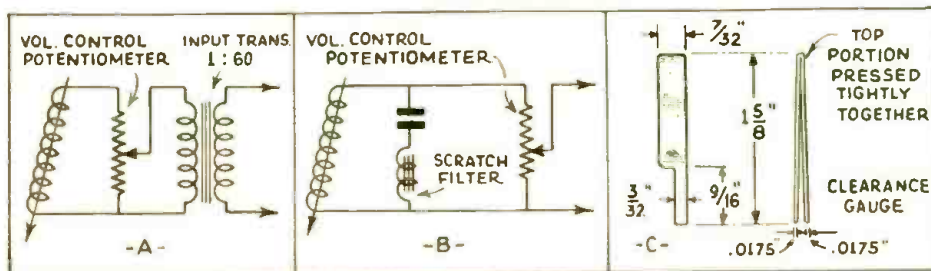 VOL. CONTROL
POTENTIOMETER
INPUT TRANS.
1:60
-A-
VOL. CONTROL
POTENTIOMETER
SCRATCH
FILTER
-B-
7/32"
TOP
PORTION
PRESSED
TIGHTLY
TOGETHER
1 5/8"
3/32"
9/16"
CLEARANCE
GAUGE
-C-
.0175" .0175"